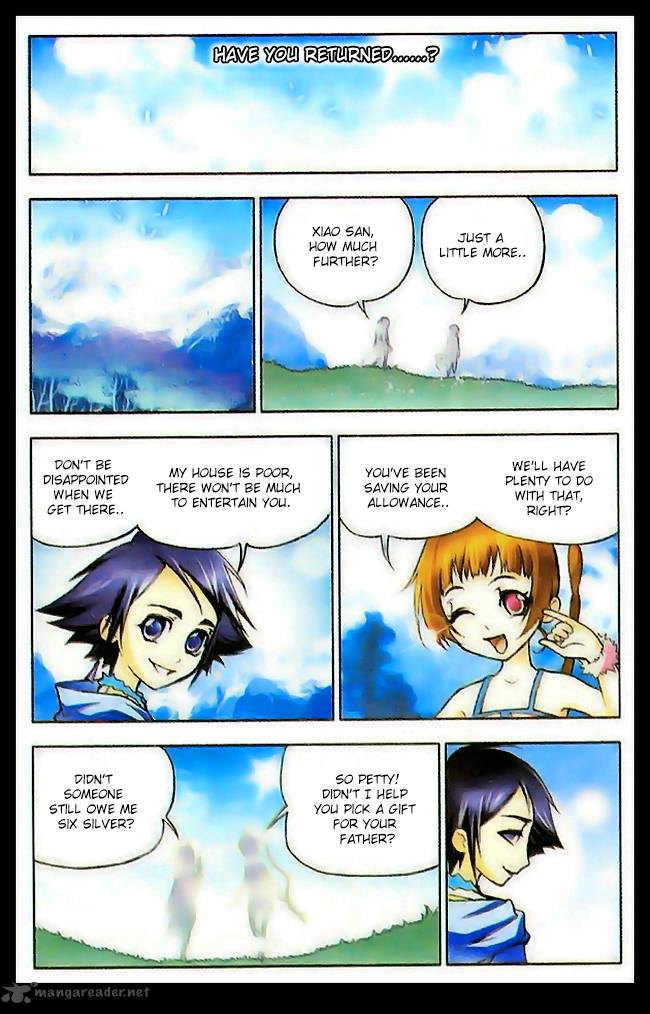 HAVE YOU RETURNED......?
XIAO SAN,
HOW MUCH
FURTHER?
JUST A
LITTLE MORE..
DON'T BE
DISAPPOINTED
WHEN WE
GET THERE..
MY HOUSE IS POOR,
THERE WON'T BE MUCH
TO ENTERTAIN YOU.
YOU'VE BEEN
SAVING YOUR
ALLOWANCE..
WE'LL HAVE
PLENTY TO DO
WITH THAT,
RIGHT?
DIDN'T
SOMEONE
STILL OWE ME
SIX SILVER?
SO PETTY!
DIDN'T I HELP
YOU PICK A GIFT
FOR YOUR
FATHER?
mangareader.net